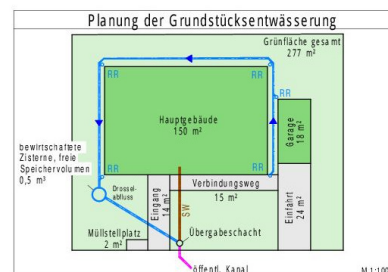 Planung der Grundstücksentwässerung
Grünfläche gesamt
277 m²
RR
RR
RR
Hauptgebäude
150 m²
Garage
18 m²
bewirtschaftete
Zisterne, freie
Speichervolumen
0,5 m³
RR
RR
Drossel-
abfluss
Eingang
14 m²
SW
Verbindungsweg
15 m²
Einfahrt
24 m²
Müllstellplatz
2 m²
Übergabeschacht
öffentl. Kanal
M 1:100